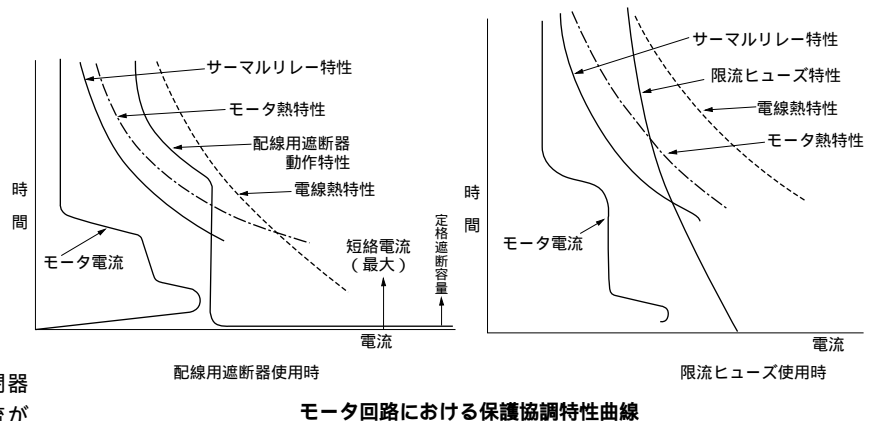 サーマルリレー特性
モータ熱特性
配線用遮断器
動作特性
電線熱特性
時間
モータ電流
短絡電流
(最大)
定格遮断容量
電流
配線用遮断器使用時
サーマルリレー特性
限流ヒューズ特性
電線熱特性
モータ熱特性
時間
モータ電流
電流
限流ヒューズ使用時
閉器
流が
モータ回路における保護協調特性曲線